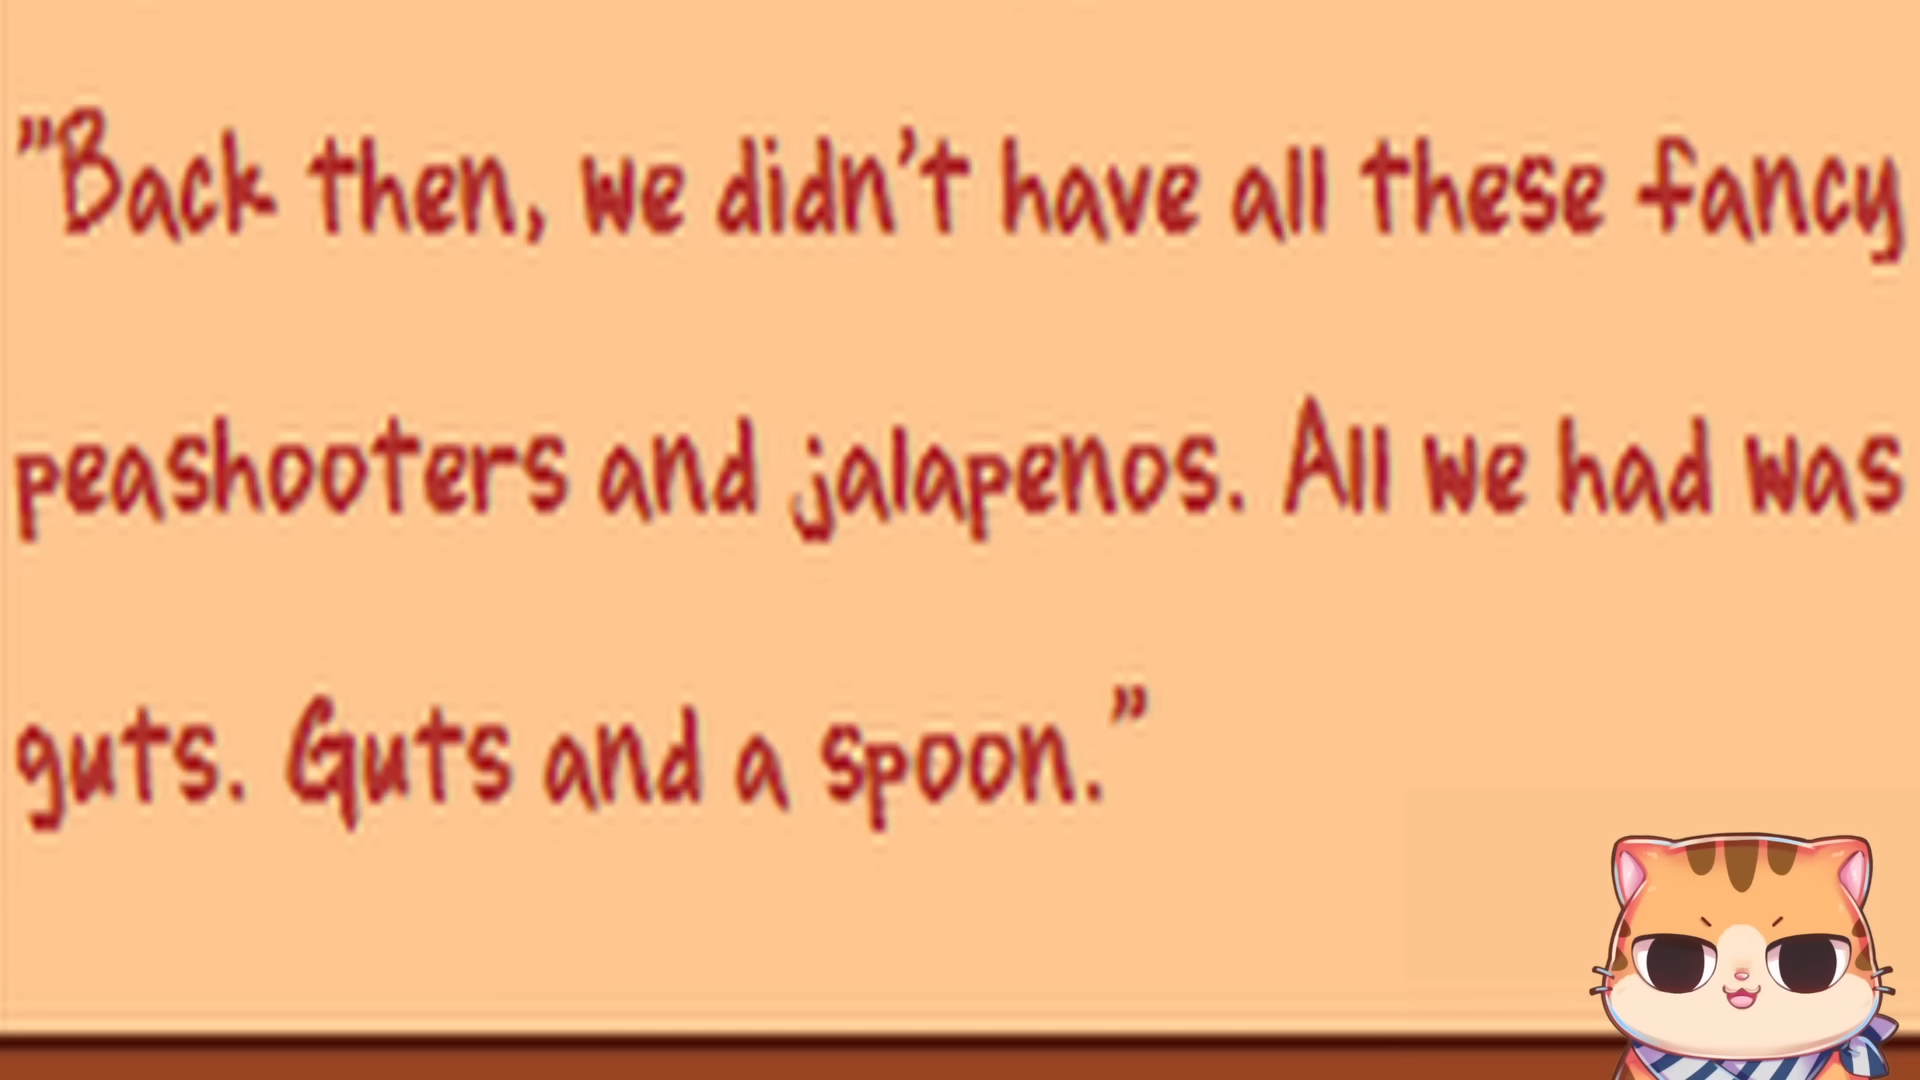 "Back then, we didn't have all these fancy
peashooters and jalapenos. All we had was
guts. Guts and a spoon."